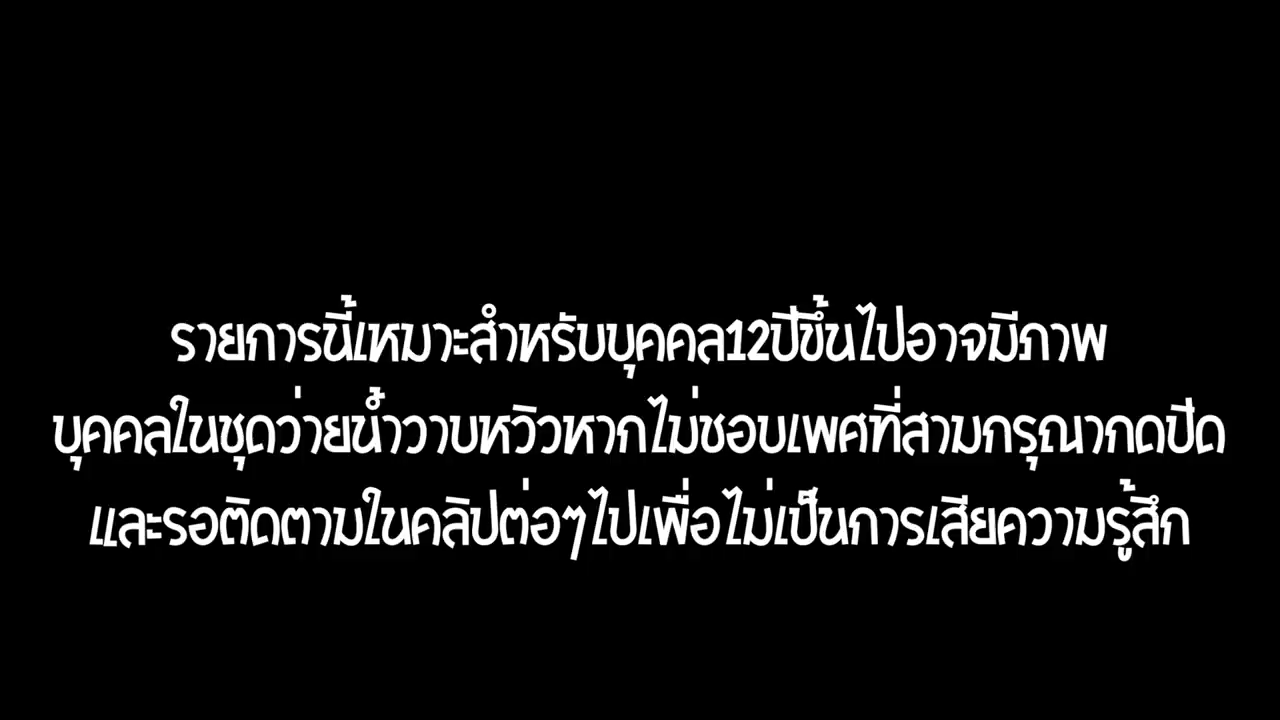 รายการนี้เหมาะสำหรับบุคคล12ปีขึ้นไปอาจมีภาพ
บุคคลในชุดว่ายน้ำวาบหวิวหากไม่ชอบเพศที่สามกรุณากดปิด
และรอติดตามในคลิปต่อๆไปเพื่อไม่เป็นการเสียความรู้สึก